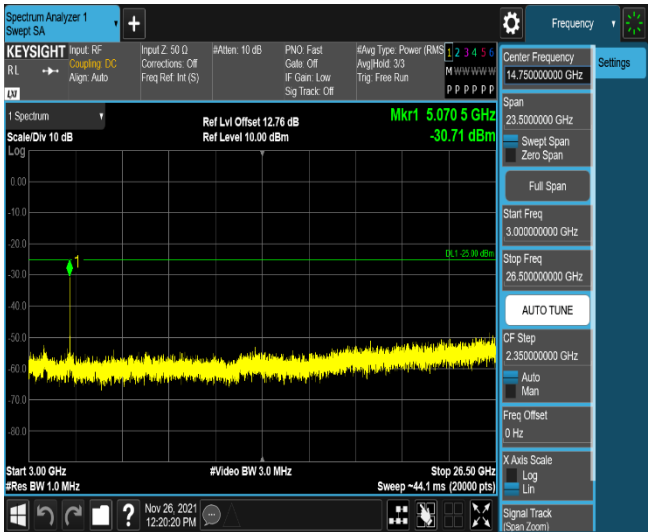 Spectrum Analyzer 1
Swept SA
+
Frequency
KEYSIGHT
RL
LXI
Input: RF
Coupling: DC
Align: Auto
Input Z: 50 Ω
Corrections: Off
Freq Ref: Int (S)
#Atten: 10 dB
PNO: Fast
Gate: Off
IF Gain: Low
Sig Track: Off
#Avg Type: Power (RMS
Avg|Hold: 3/3
Trig: Free Run
1 2 3 4 5 6
M W W W W W
P P P P P P
Center Frequency
14.750000000 GHz
Settings
Span
23.5000000 GHz
Swept Span
Zero Span
Full Span
Start Freq
3.000000000 GHz
Stop Freq
26.500000000 GHz
AUTO TUNE
CF Step
2.350000000 GHz
Auto
Man
Freq Offset
0 Hz
X Axis Scale
Log
Lin
Signal Track
(Span Zoom)
1 Spectrum
Scale/Div 10 dB
Log
Ref Lvl Offset 12.76 dB
Ref Level 10.00 dBm
Mkr1 5.070 5 GHz
-30.71 dBm
0.00
-10.0
-20.0
-30.0
-40.0
-50.0
-60.0
-70.0
-80.0
1
DL1 -25.00 dBm
Start 3.00 GHz
#Res BW 1.0 MHz
#Video BW 3.0 MHz
Stop 26.50 GHz
Sweep ~44.1 ms (20000 pts)
?
Nov 26, 2021
12:20:20 PM